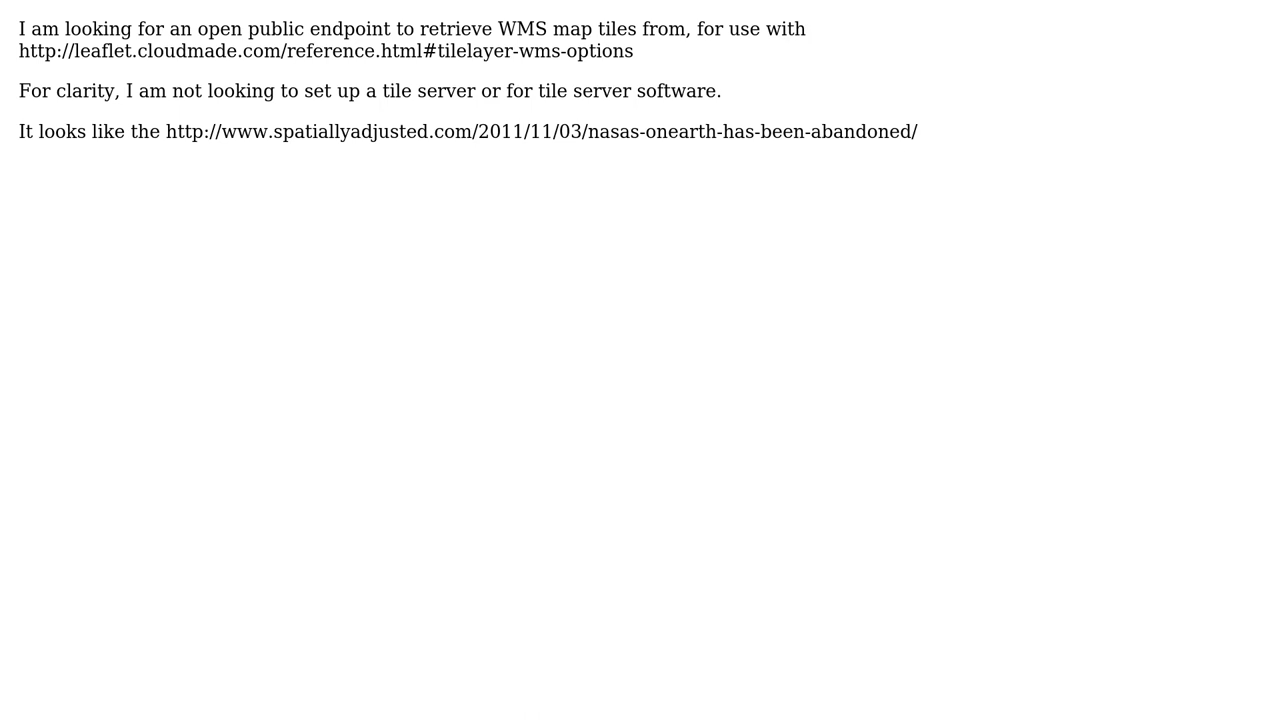 I am looking for an open public endpoint to retrieve WMS map tiles from, for use with
http://leaflet.cloudmade.com/reference.html#tilelayer-wms-options
For clarity, I am not looking to set up a tile server or for tile server software.
It looks like the http://www.spatiallyadjusted.com/2011/11/03/nasas-onearth-has-been-abandoned/